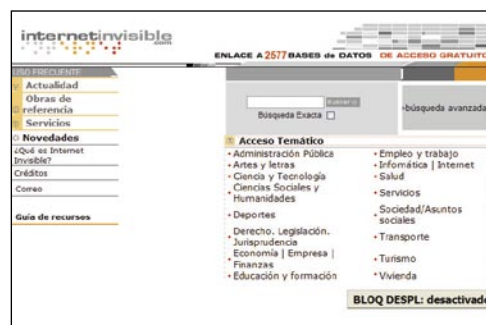 internetinvisible
.com
ENLACE A 2577 BASES de DATOS DE ACCESO GRATUITO
USO FRECUENTE
Actualidad
Obras de
referencia
Servicios
Novedades
¿Qué es Internet
Invisible?
Créditos
Correo
Guía de recursos
Búsqueda Exacta
búsqueda avanzada
Acceso Temático
Administración Pública
Artes y letras
Ciencia y Tecnología
Ciencias Sociales y
Humanidades
Deportes
Derecho. Legislación.
Jurisprudencia
Economía | Empresa |
Finanzas
Educación y formación
Empleo y trabajo
Infomática | Internet
Salud
Servicios
Sociedad/Asuntos
sociales
Transporte
Turismo
Vivienda
BLOQ DESPL: desactivado